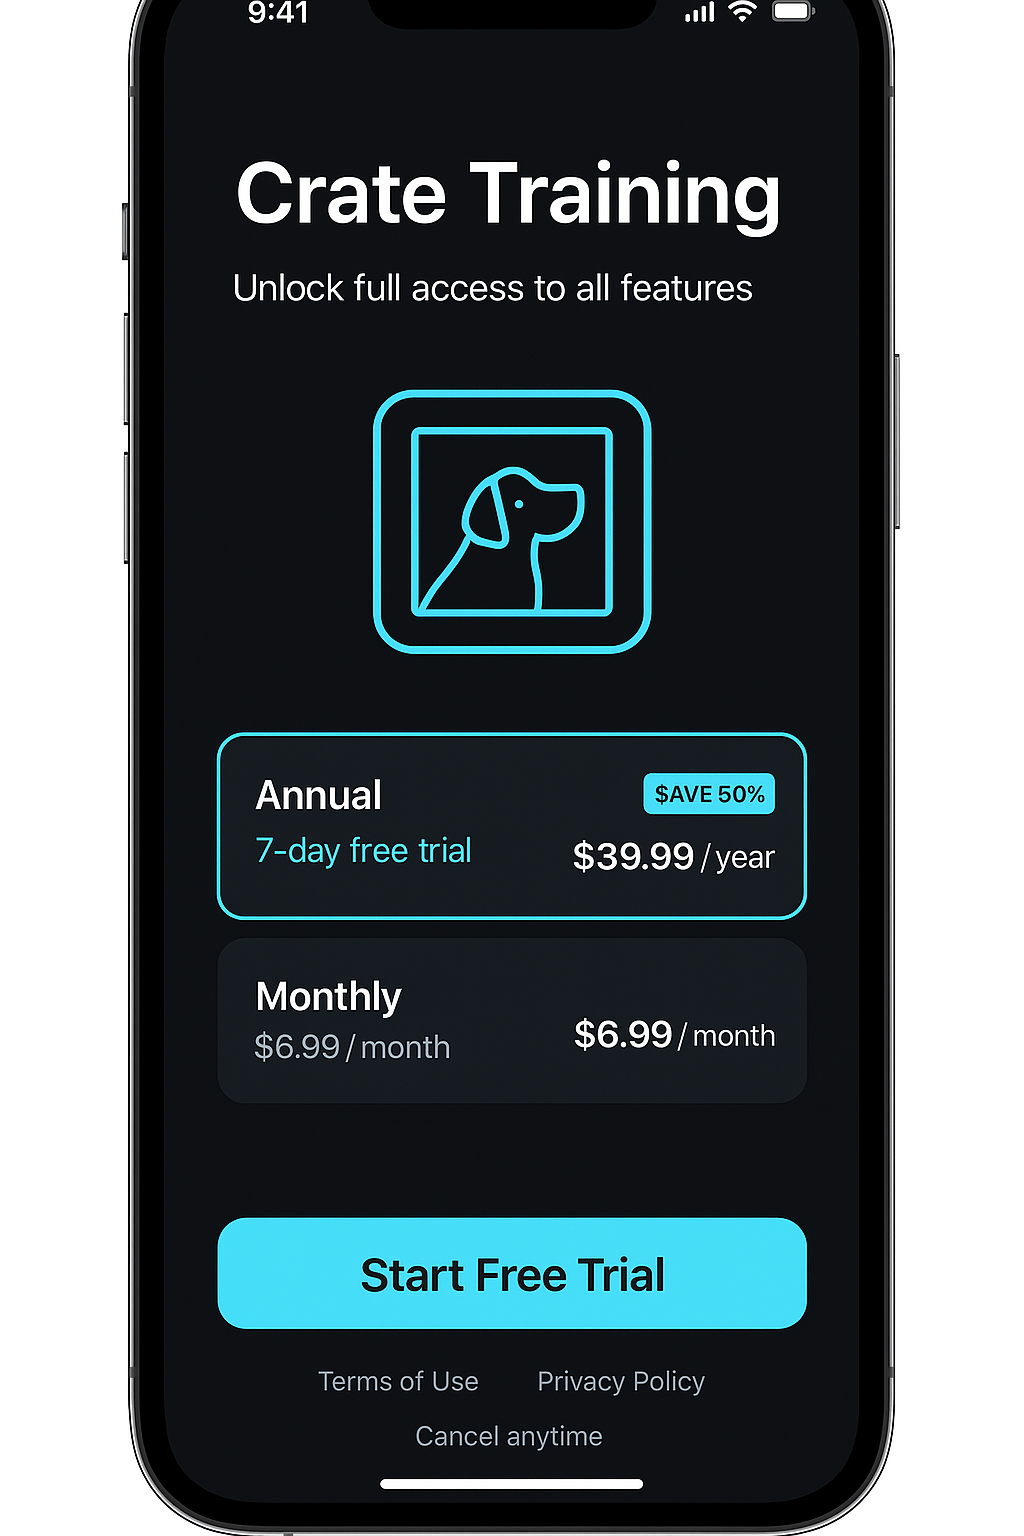 9:41
Crate Training
Unlock full access to all features
Annual
$AVE 50%
7-day free trial
$39.99 / year
Monthly
$6.99 / month
$6.99 / month
Start Free Trial
Terms of Use
Privacy Policy
Cancel anytime